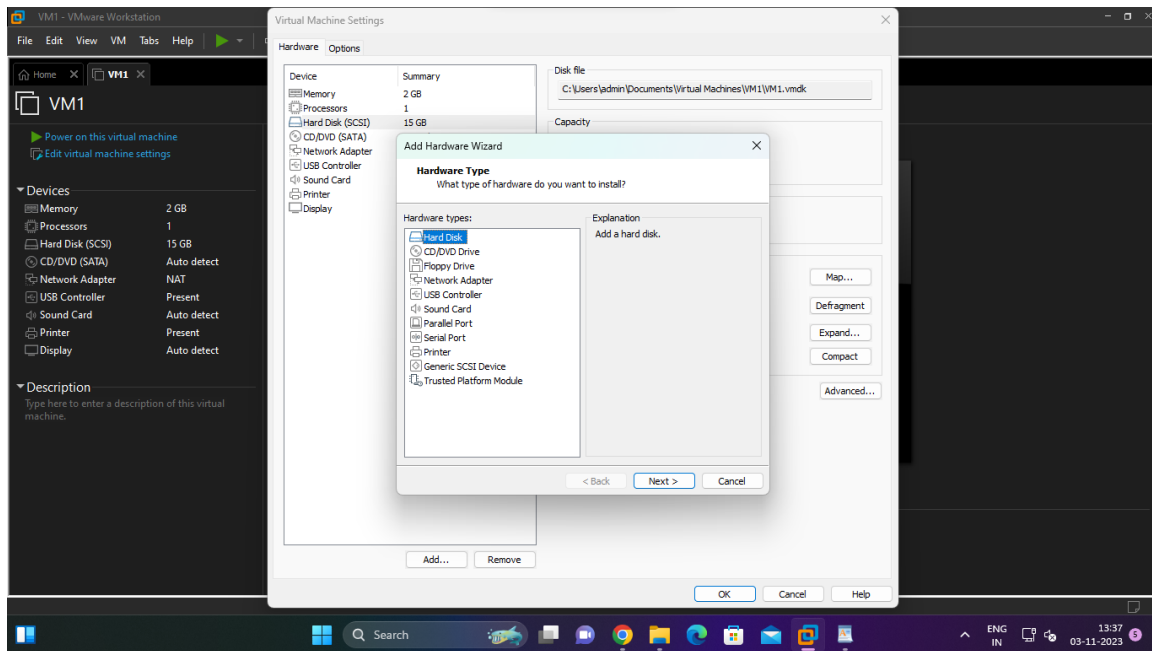 VM1 - VMware Workstation
File Edit View VM Tabs Help
Home VM1
VM1
Power on this virtual machine
Edit virtual machine settings
Devices
Memory 2 GB
Processors 1
Hard Disk (SCSI) 15 GB
CD/DVD (SATA) Auto detect
Network Adapter NAT
USB Controller Present
Sound Card Auto detect
Printer Present
Display Auto detect
Description
Type here to enter a description of this virtual
machine.
Virtual Machine Settings
Hardware Options
Device Summary
Memory 2 GB
Processors 1
Hard Disk (SCSI) 15 GB
CD/DVD (SATA)
Network Adapter
USB Controller
Sound Card
Printer
Display
Disk file
C:\Users\admin\Documents\Virtual Machines\VM1\VM1.vmdk
Capacity
Map...
Defragment
Expand...
Compact
Advanced...
Add Hardware Wizard
Hardware Type
What type of hardware do you want to install?
Hardware types:
Hard Disk
CD/DVD Drive
Floppy Drive
Network Adapter
USB Controller
Sound Card
Parallel Port
Serial Port
Printer
Generic SCSI Device
Trusted Platform Module
Explanation
Add a hard disk.
< Back Next > Cancel
Add... Remove
OK Cancel Help
Search
ENG
IN
13:37
03-11-2023
5